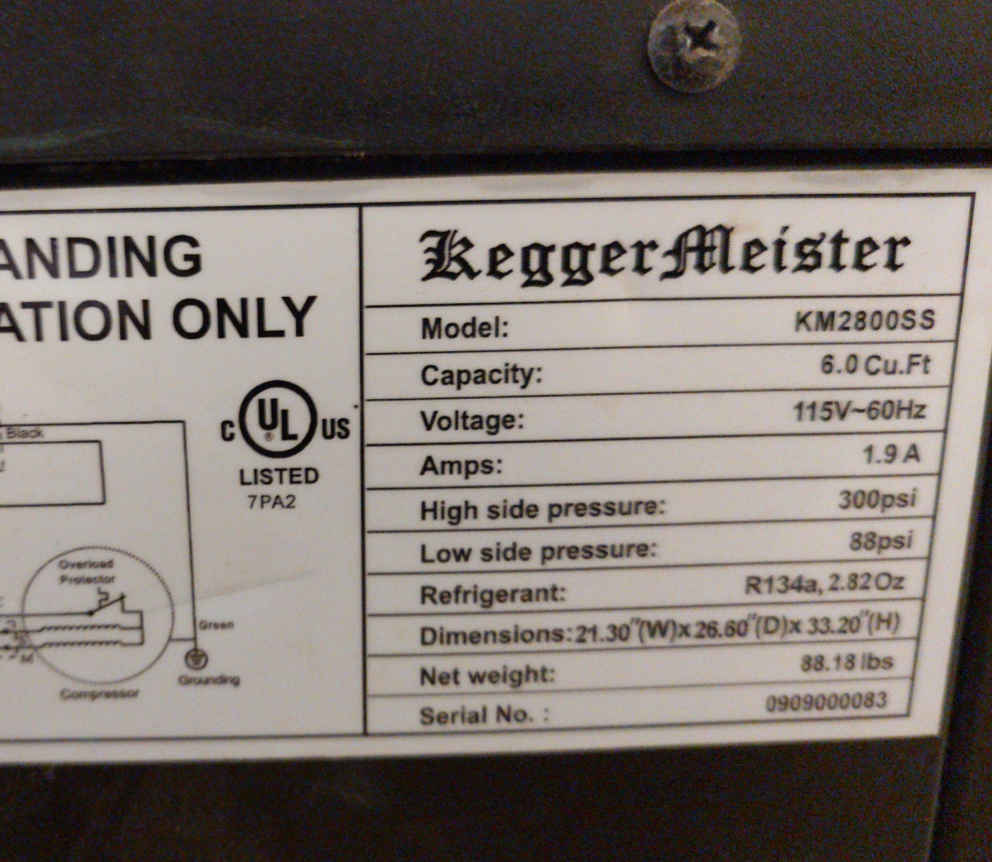 ANDING
ATION ONLY
Black
C UL US
®
LISTED
7PA2
Overload
Protector
Green
Grounding
Compressor
KeggerMeister
Model: KM2800SS
Capacity: 6.0 Cu.Ft
Voltage: 115V~60Hz
Amps: 1.9 A
High side pressure: 300psi
Low side pressure: 88psi
Refrigerant: R134a, 2.82Oz
Dimensions: 21.30"(W)x 26.60"(D)x 33.20"(H)
Net weight: 88.18 lbs
Serial No. : 0909000083